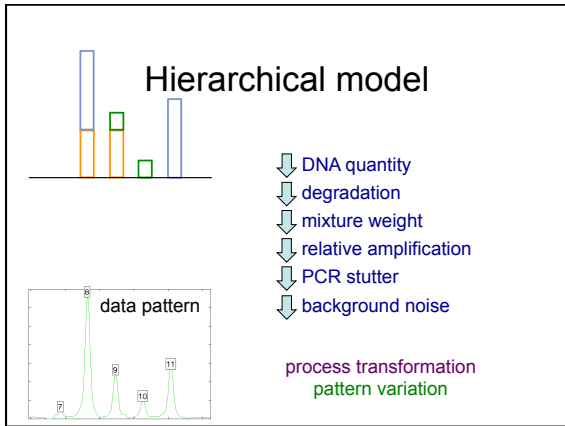 Hierarchical model
DNA quantity
degradation
mixture weight
relative amplification
PCR stutter
background noise
data pattern
8
9
11
10
7
process transformation
pattern variation